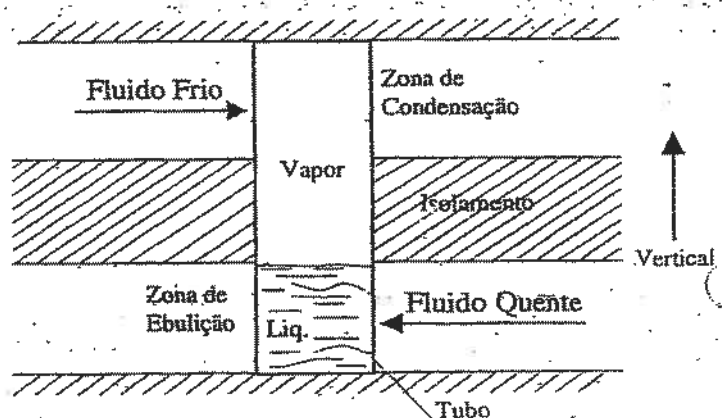 Fluido Frio
Zona de
Condensação
Vapor
Isolamento
Vertical
Zona de
Ebulição
Liq.
Fluido Quente
Tubo